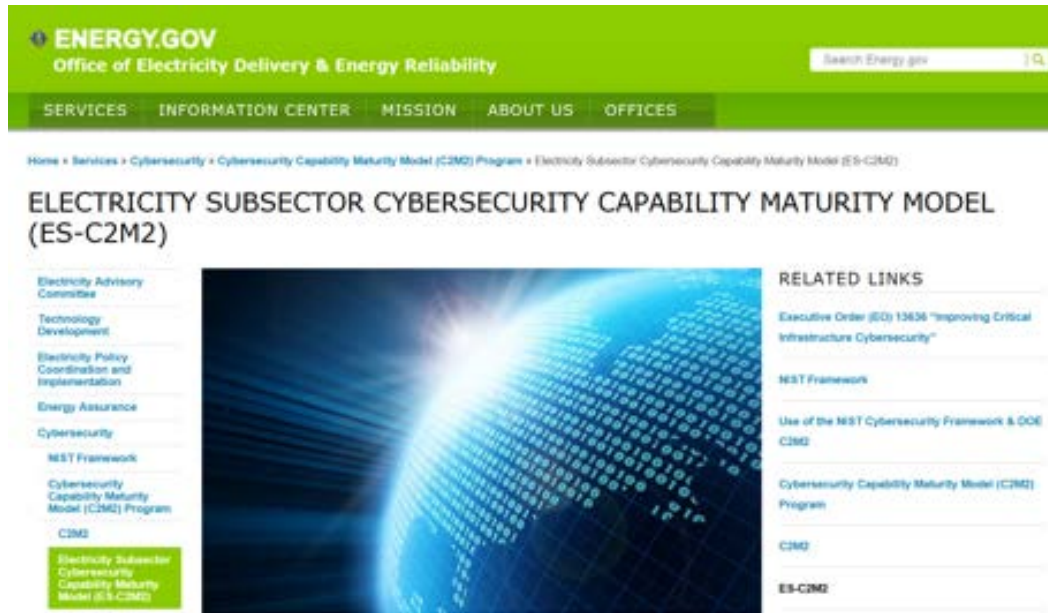 ENERGY.GOV
Office of Electricity Delivery & Energy Reliability
Search Energy.gov
SERVICES INFORMATION CENTER MISSION ABOUT US OFFICES
Home » Services » Cybersecurity » Cybersecurity Capability Maturity Model (C2M2) Program » Electricity Subsector Cybersecurity Capability Maturity Model (ES-C2M2)
ELECTRICITY SUBSECTOR CYBERSECURITY CAPABILITY MATURITY MODEL
(ES-C2M2)
Electricity Advisory
Committee
Technology
Development
Electricity Policy
Coordination and
Implementation
Energy Assurance
Cybersecurity
NIST Framework
Cybersecurity
Capability Maturity
Model (C2M2) Program
C2M2
Electricity Subsector
Cybersecurity
Capability Maturity
Model (ES-C2M2)
RELATED LINKS
Executive Order (EO) 13636 "Improving Critical
Infrastructure Cybersecurity"
NIST Framework
Use of the NIST Cybersecurity Framework & DOE
C2M2
Cybersecurity Capability Maturity Model (C2M2)
Program
C2M2
ES-C2M2